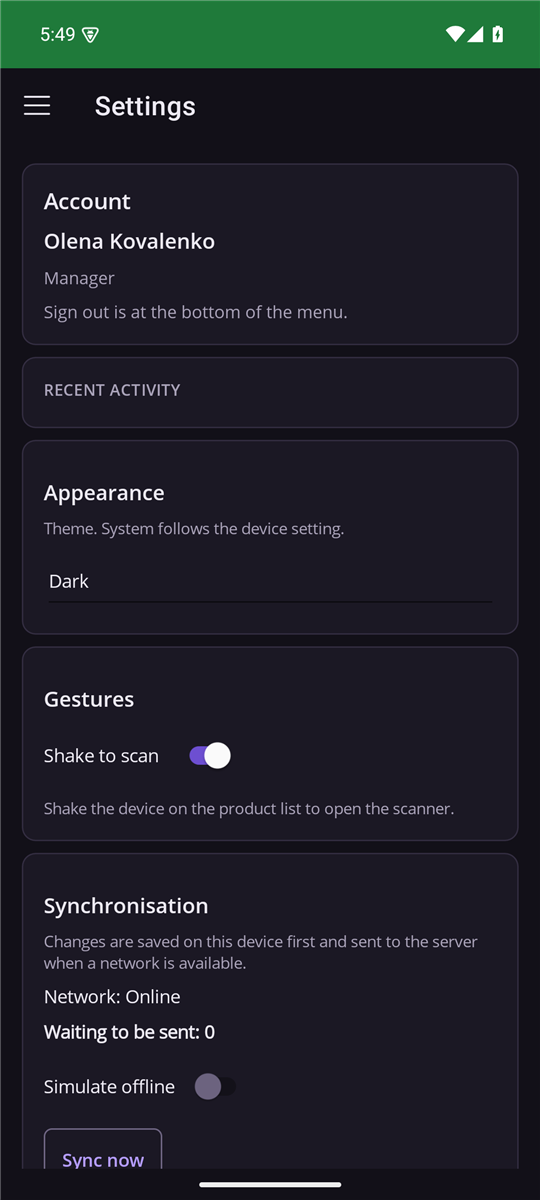 5:49
Settings
Account
Olena Kovalenko
Manager
Sign out is at the bottom of the menu.
RECENT ACTIVITY
Appearance
Theme. System follows the device setting.
Dark
Gestures
Shake to scan
Shake the device on the product list to open the scanner.
Synchronisation
Changes are saved on this device first and sent to the server
when a network is available.
Network: Online
Waiting to be sent: 0
Simulate offline
Sync now